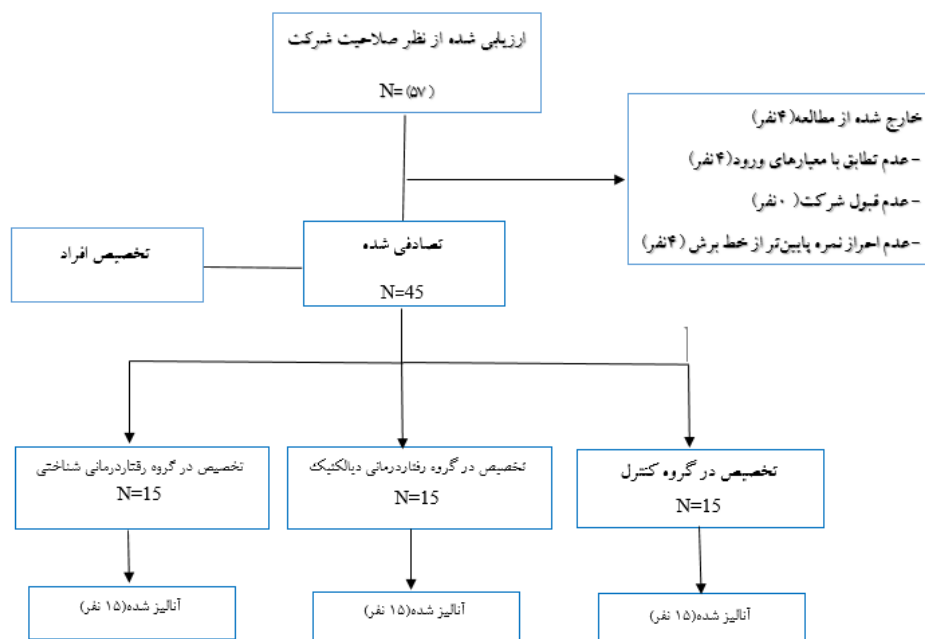 ارزیابی شده از نظر صلاحیت شرکت
N=(۵۷)
خارج شده از مطالعه(۴نفر)
-عدم تطابق با معیارهای ورود(۴نفر)
-عدم قبول شرکت( ۰نفر)
-عدم احراز نمره پایین‌تر از خط برش (۴نفر)
تصادفی شده
N=45
تخصیص افراد
تخصیص در گروه کنترل
N=15
تخصیص در گروه رفتاردرمانی دیالکتیک
N=15
تخصیص در گروه رفتاردرمانی شناختی
N=15
آنالیز شده(۱۵ نفر)
آنالیز شده(۱۵ نفر)
آنالیز شده(۱۵ نفر)